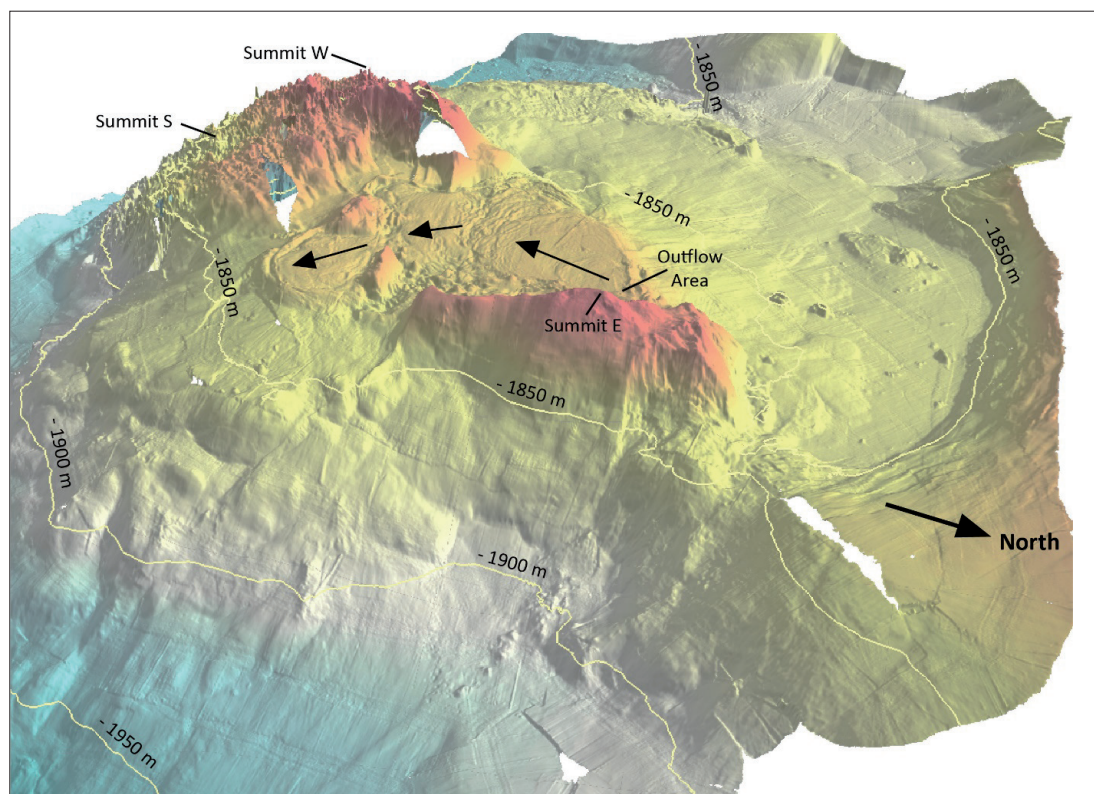 Summit W
- 1850 m
Summit S
- 1850 m
- 1850 m
- 1850 m
Outflow
Area
Summit E
- 1850 m
- 1900 m
North
- 1900 m
- 1950 m